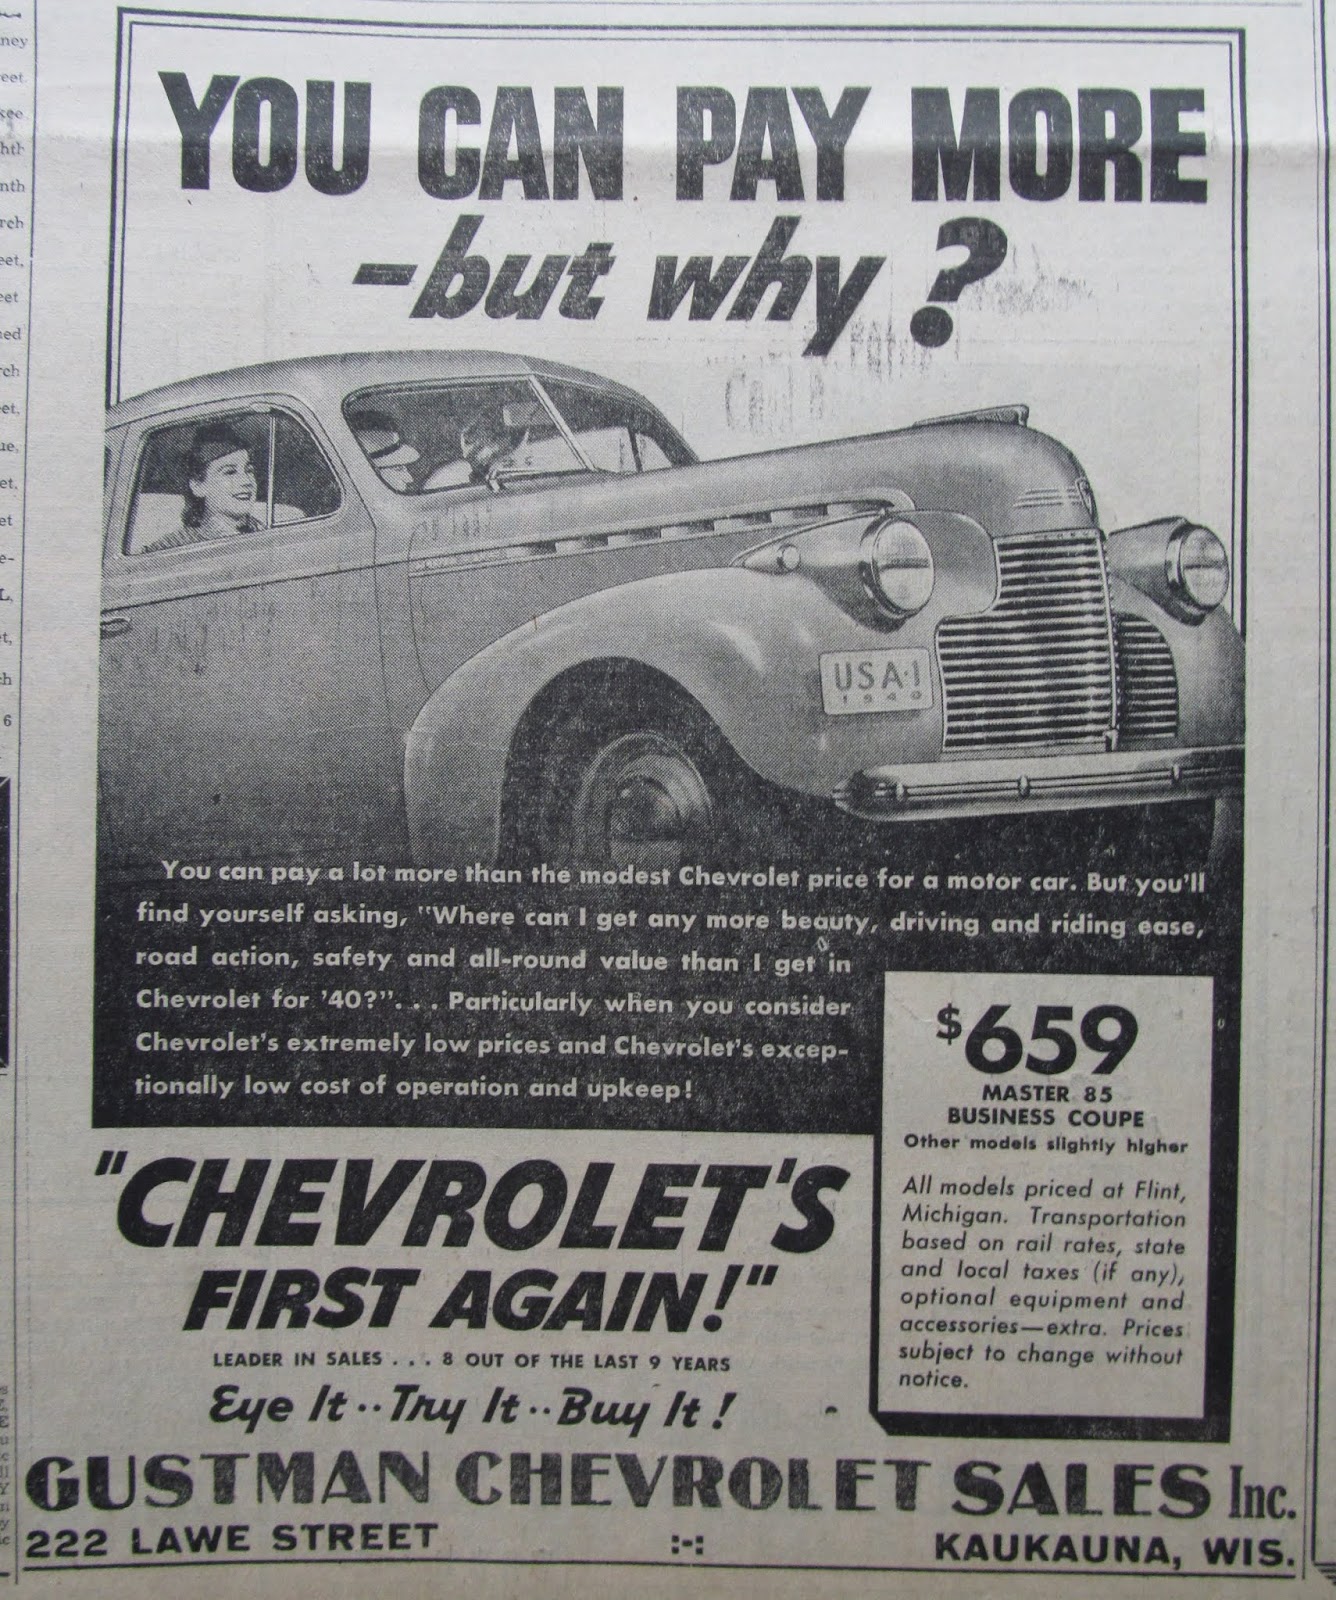 YOU CAN PAY MORE
-but why?
USA·1
1940
You can pay a lot more than the modest Chevrolet price for a motor car. But you'll
find yourself asking, "Where can I get any more beauty, driving and riding ease,
road action, safety and all-round value than I get in
Chevrolet for '40?". . . Particularly when you consider
Chevrolet's extremely low prices and Chevrolet's excep-
tionally low cost of operation and upkeep!
$659
MASTER 85
BUSINESS COUPE
Other models slightly higher
All models priced at Flint,
Michigan. Transportation
based on rail rates, state
and local taxes (if any),
optional equipment and
accessories—extra. Prices
subject to change without
notice.
"CHEVROLET'S
FIRST AGAIN!"
LEADER IN SALES . . . 8 OUT OF THE LAST 9 YEARS
Eye It · · Try It · · Buy It!
GUSTMAN CHEVROLET SALES Inc.
222 LAWE STREET :-: KAUKAUNA, WIS.